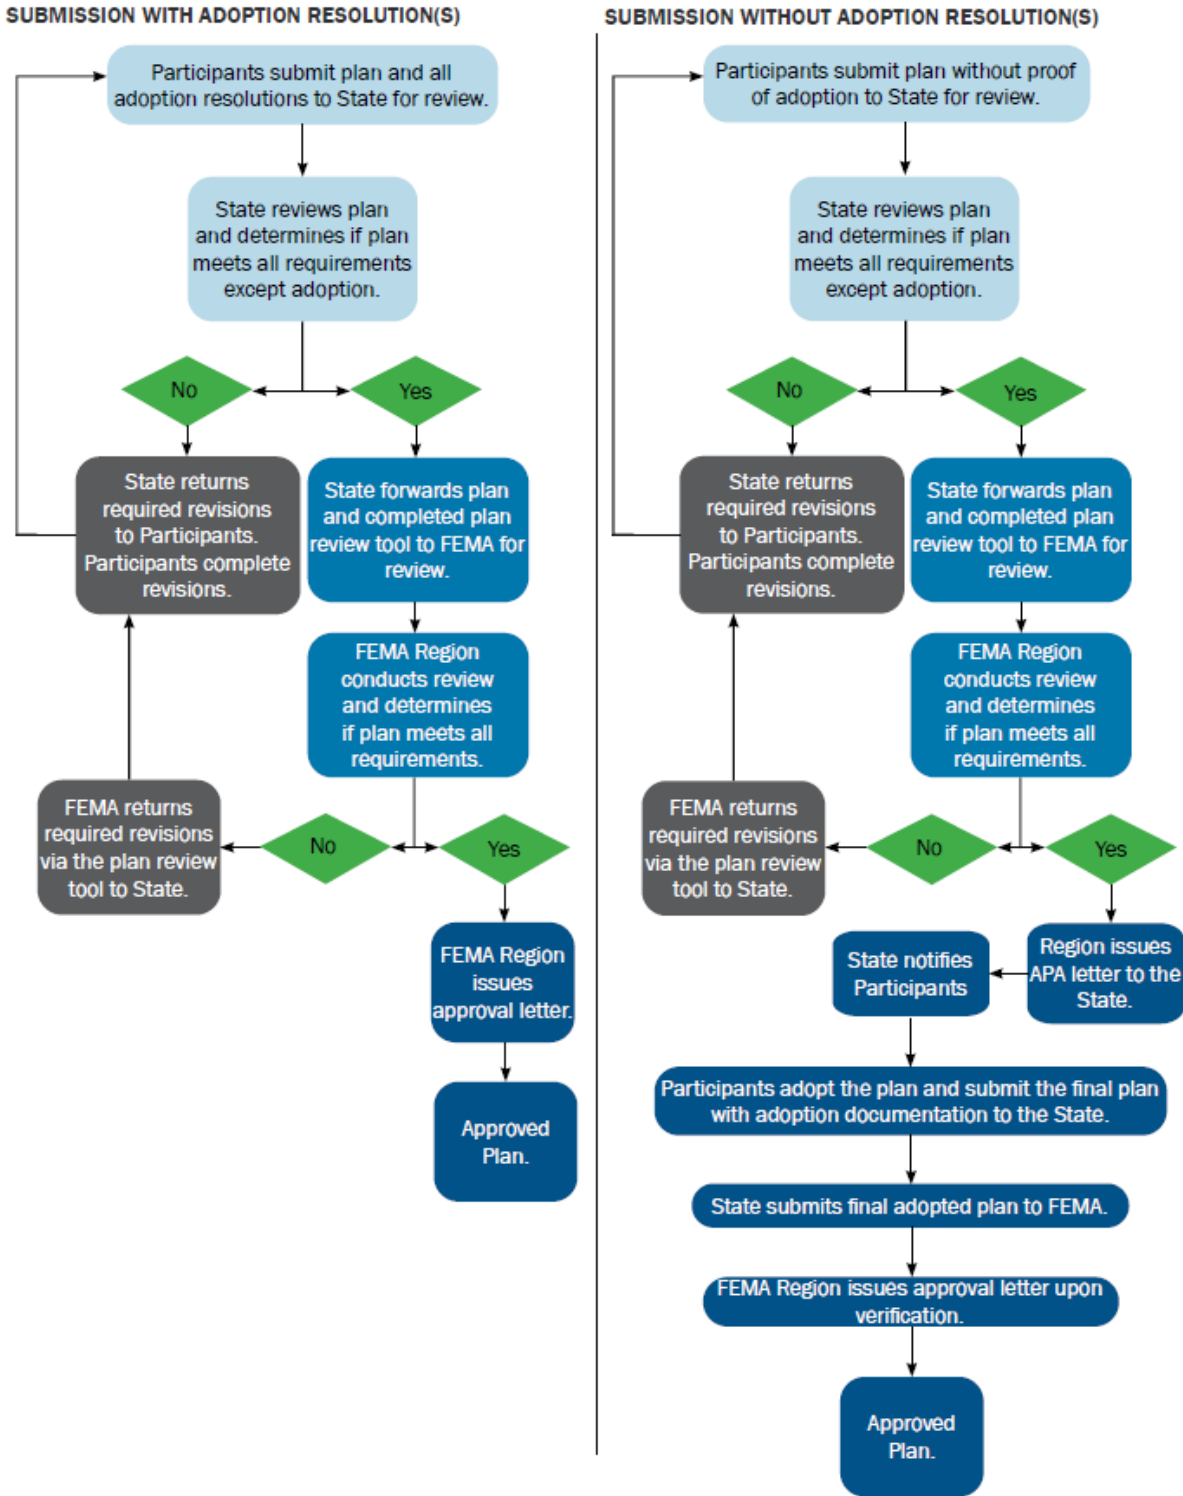 SUBMISSION WITH ADOPTION RESOLUTION(S)
Participants submit plan and all
adoption resolutions to State for review.
State reviews plan
and determines if plan
meets all requirements
except adoption.
No
Yes
State returns
required revisions
to Participants.
Participants complete
revisions.
State forwards plan
and completed plan
review tool to FEMA for
review.
FEMA Region
conducts review
and determines
if plan meets all
requirements.
FEMA returns
required revisions
via the plan review
tool to State.
No
Yes
FEMA Region
issues
approval letter.
Approved
Plan.
SUBMISSION WITHOUT ADOPTION RESOLUTION(S)
Participants submit plan without proof
of adoption to State for review.
State reviews plan
and determines if plan
meets all requirements
except adoption.
No
Yes
State returns
required revisions
to Participants.
Participants complete
revisions.
State forwards plan
and completed plan
review tool to FEMA for
review.
FEMA Region
conducts review
and determines
if plan meets all
requirements.
FEMA returns
required revisions
via the plan review
tool to State.
No
Yes
Region issues
APA letter to the
State.
State notifies
Participants
Participants adopt the plan and submit the final plan
with adoption documentation to the State.
State submits final adopted plan to FEMA.
FEMA Region issues approval letter upon
verification.
Approved
Plan.